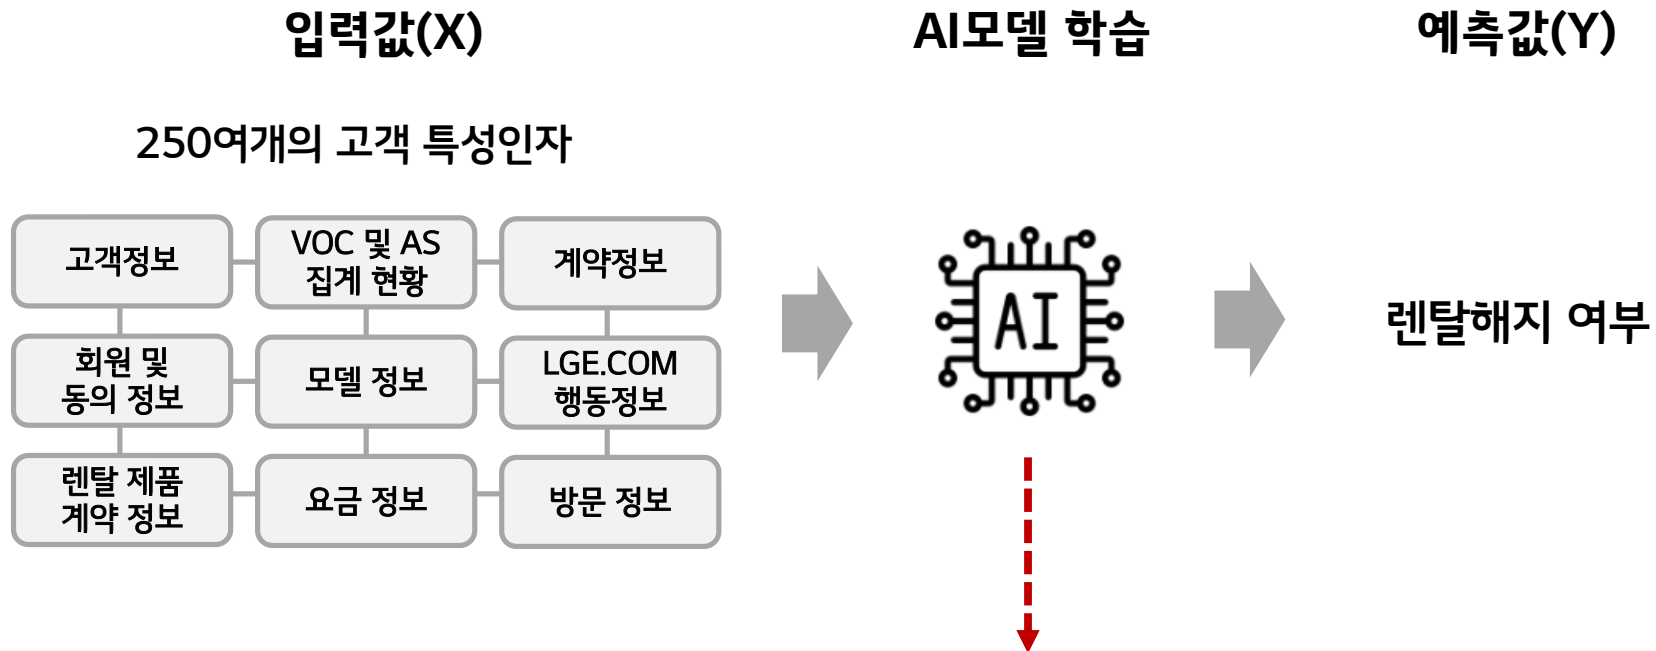 입력값(X)
AI모델 학습
예측값(Y)
250여개의 고객 특성인자
고객정보
VOC 및 AS
집계 현황
계약정보
회원 및
동의 정보
모델 정보
LGE.COM
행동정보
렌탈 제품
계약 정보
요금 정보
방문 정보
AI
렌탈해지 여부